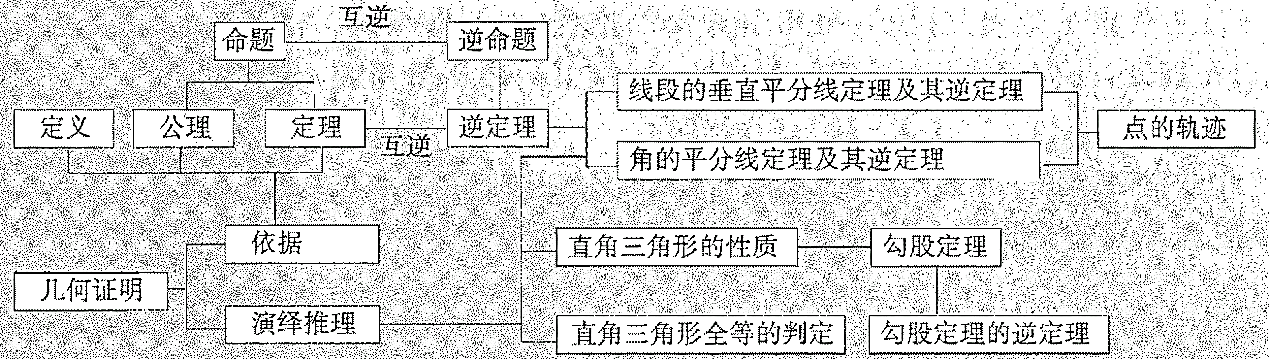 互逆
命题
逆命题
线段的垂直平分线定理及其逆定理
定义
公理
定理
互逆
逆定理
点的轨迹
角的平分线定理及其逆定理
依据
直角三角形的性质
勾股定理
几何证明
演绎推理
直角三角形全等的判定
勾股定理的逆定理